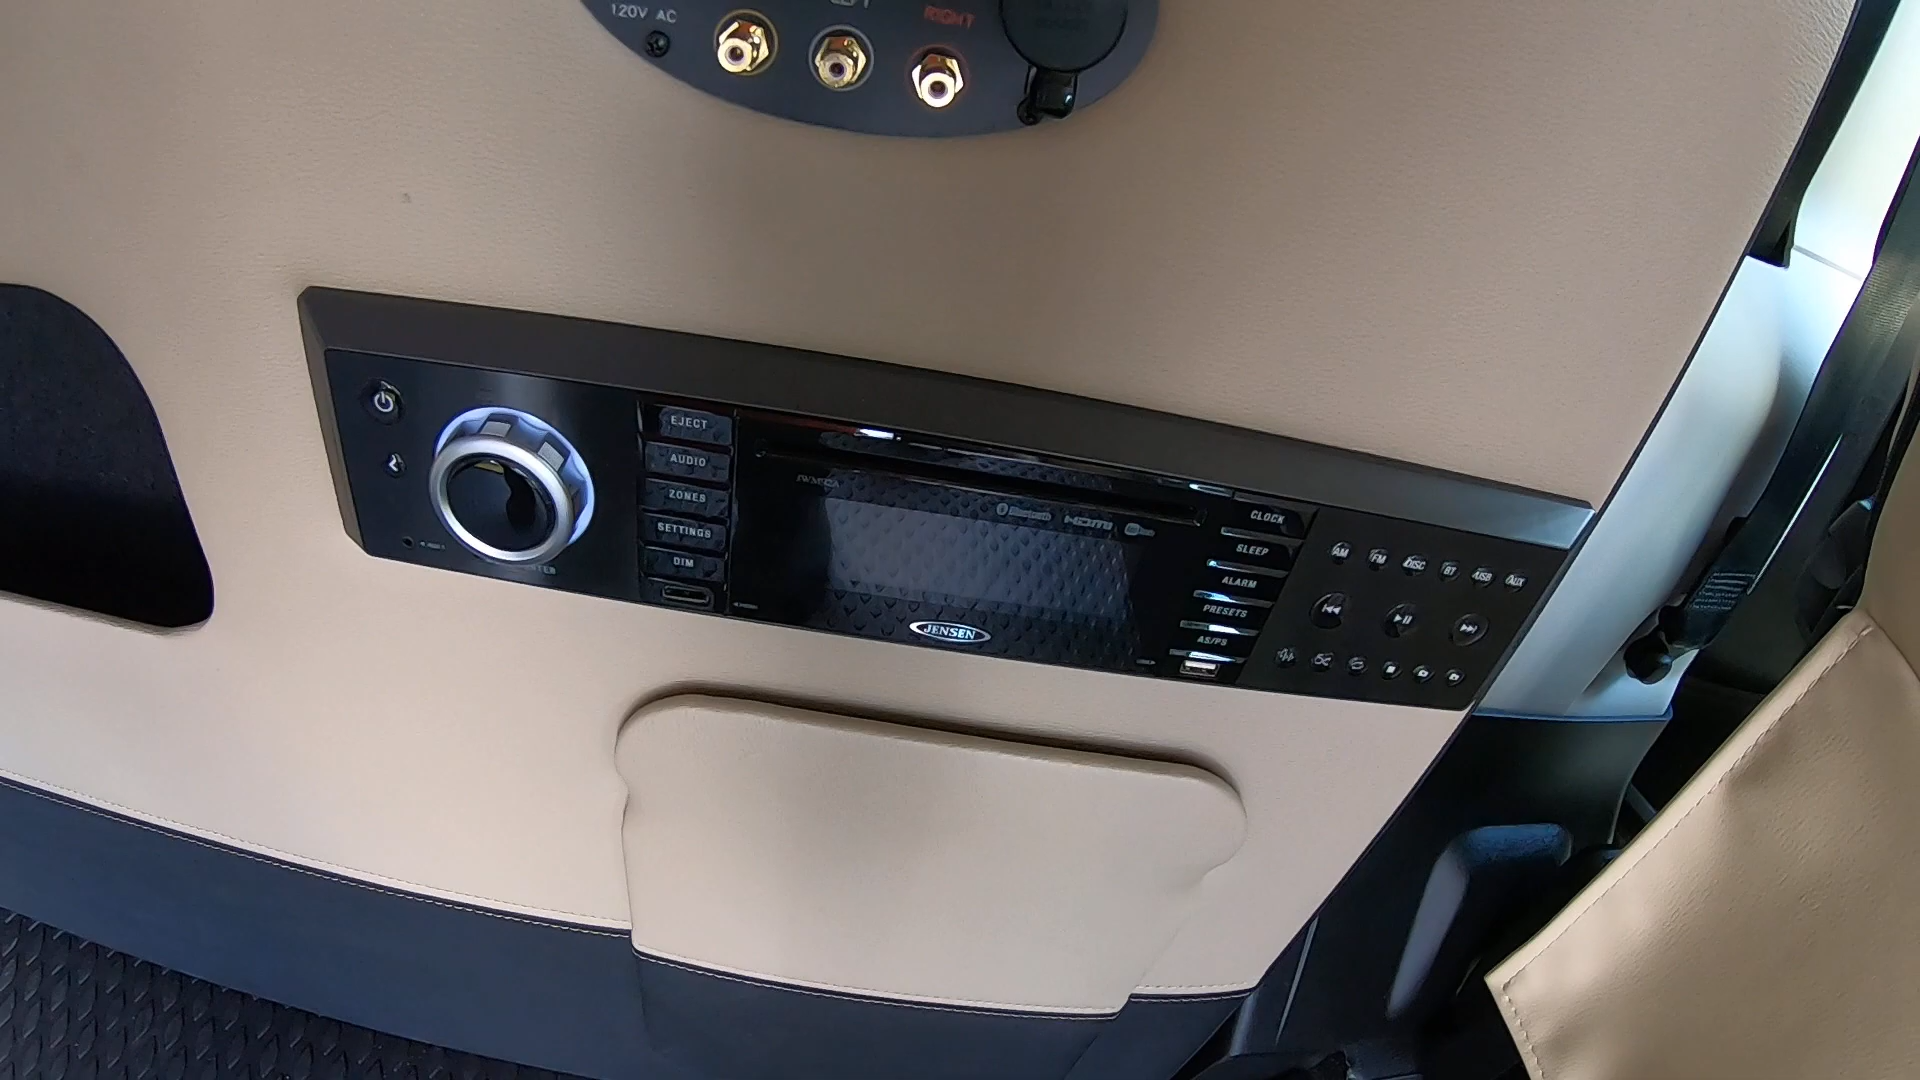 120V AC
RIGHT
EJECT
AUDIO
ZONES
SETTINGS
DIM
Bluetooth
HDMI
JENSEN
CLOCK
SLEEP
ALARM
PRESETS
AS/PS
AM FM DISC BT USB AUX